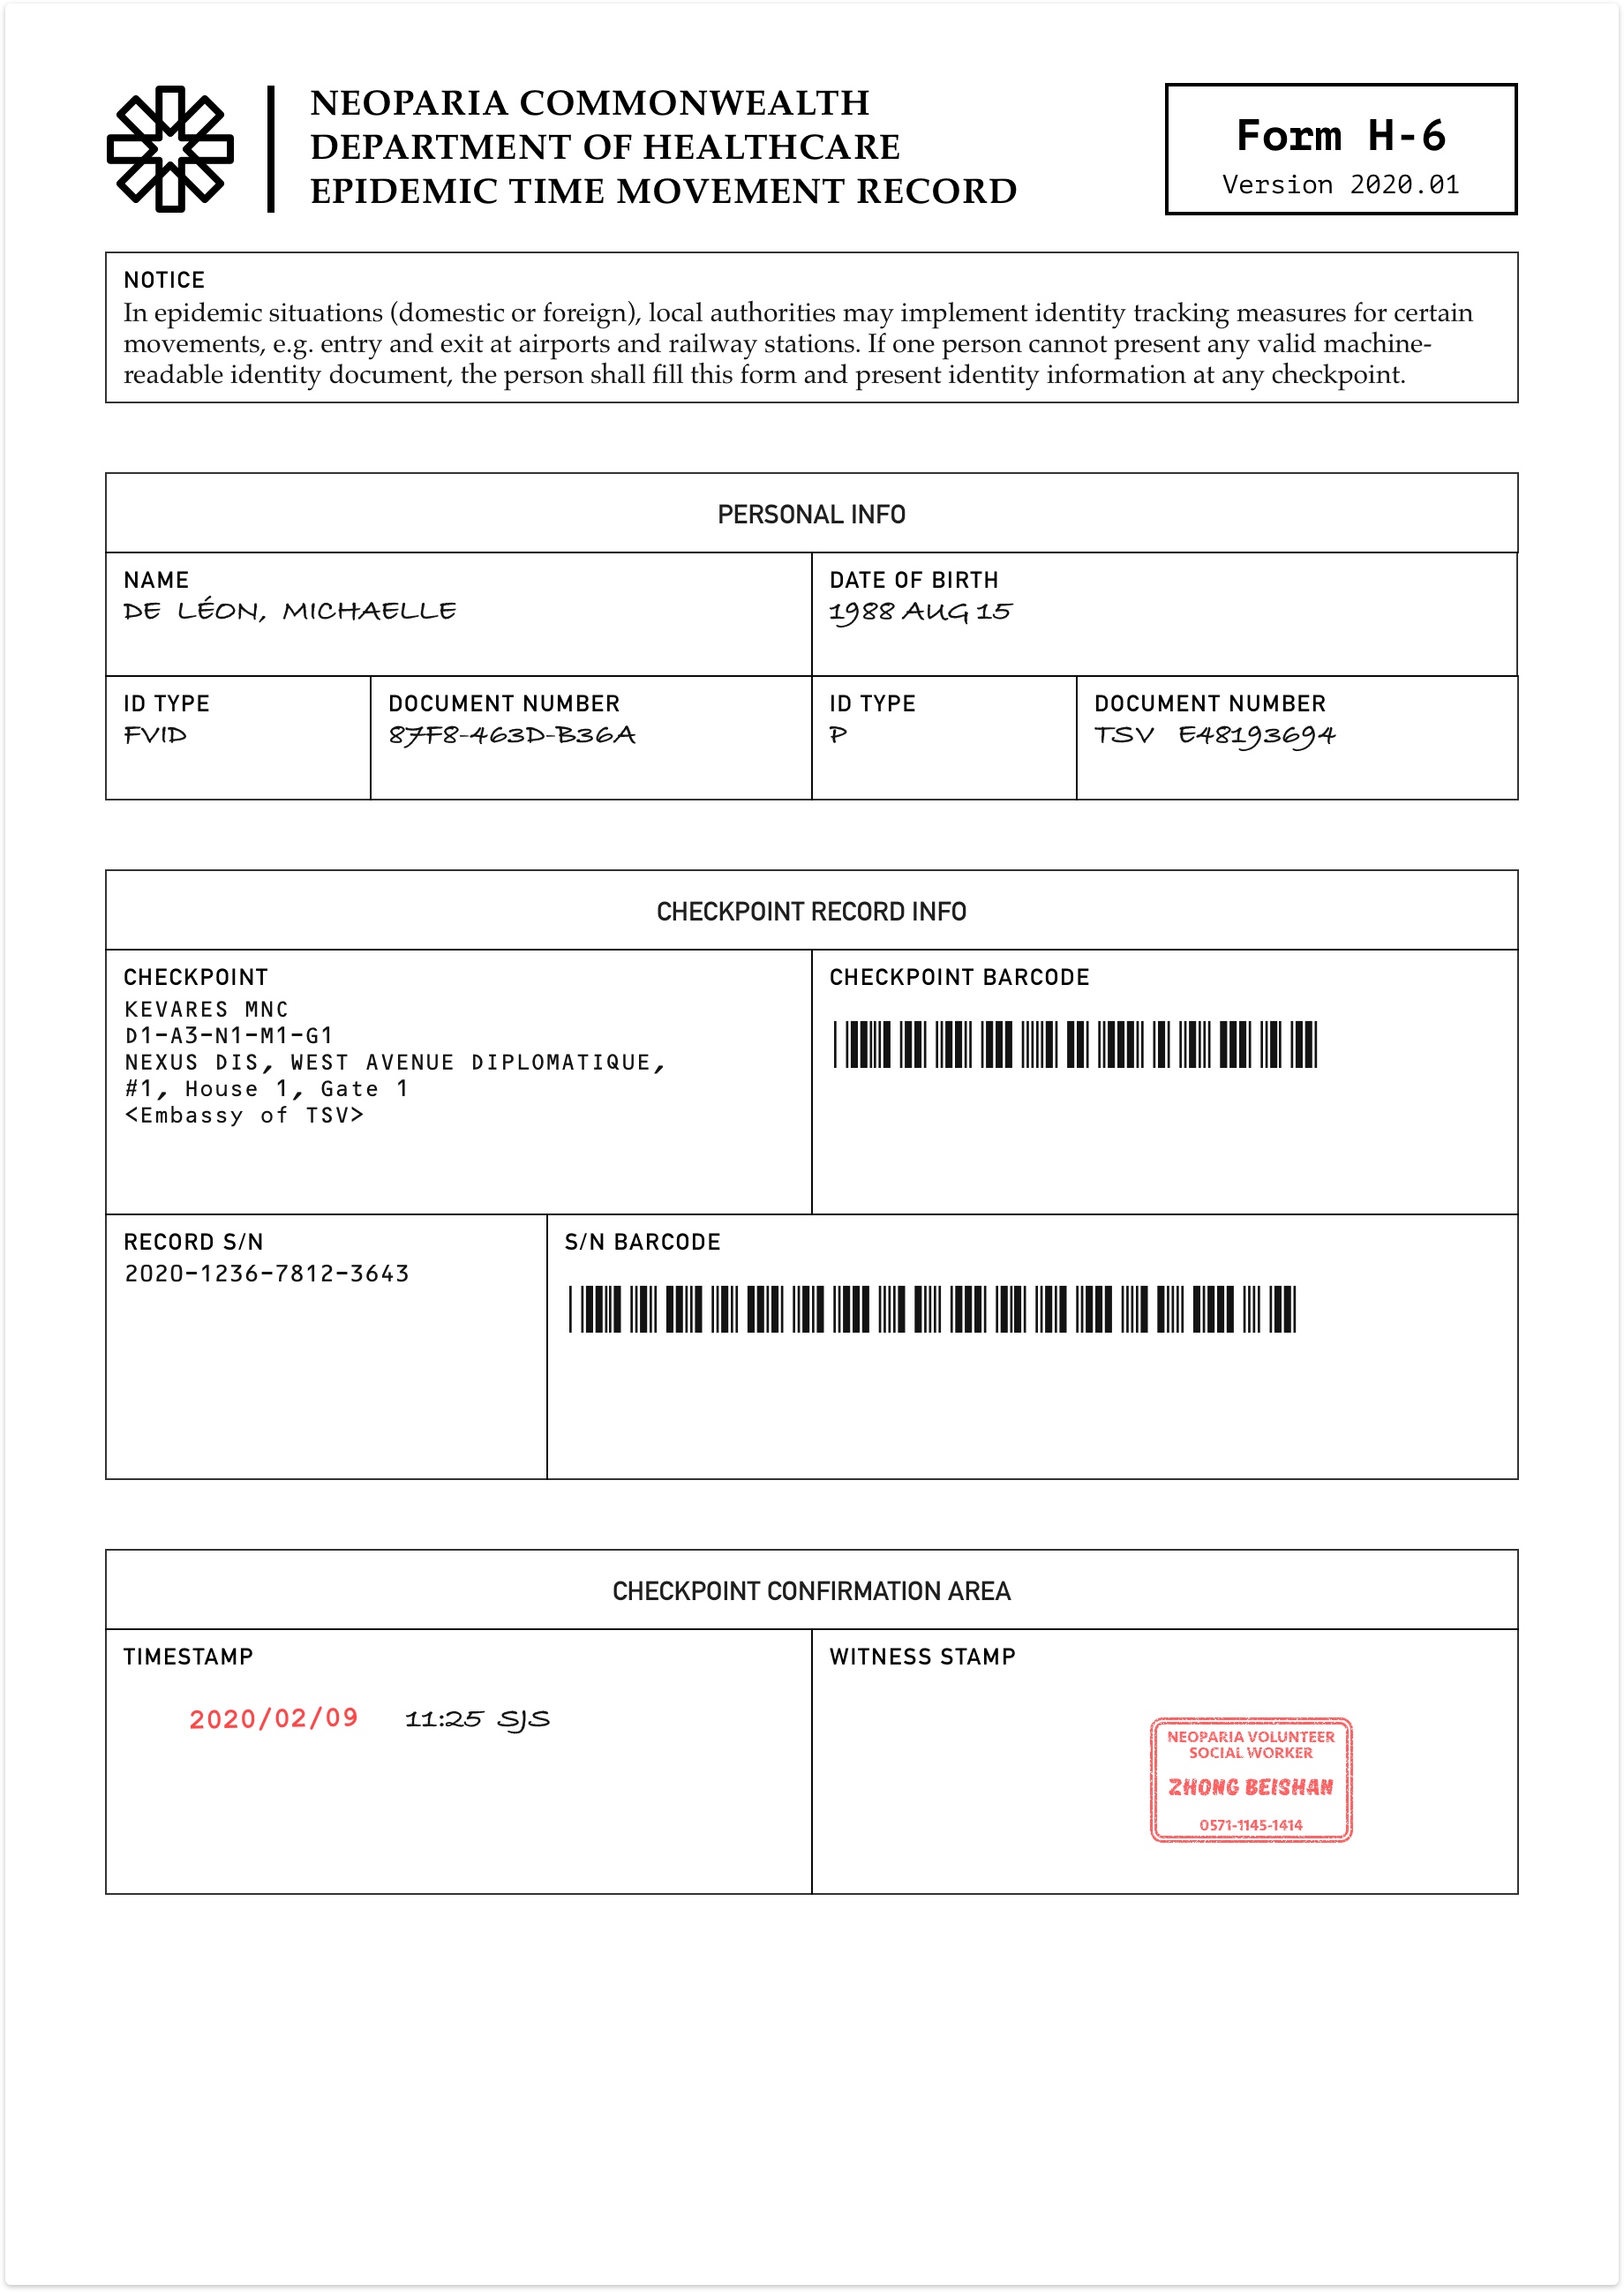 NEOPARIA COMMONWEALTH
DEPARTMENT OF HEALTHCARE
EPIDEMIC TIME MOVEMENT RECORD
Form H-6
Version 2020.01
NOTICE
In epidemic situations (domestic or foreign), local authorities may implement identity tracking measures for certain
movements, e.g. entry and exit at airports and railway stations. If one person cannot present any valid machine-
readable identity document, the person shall fill this form and present identity information at any checkpoint.
PERSONAL INFO
NAME
DE LÉON, MICHAELLE
DATE OF BIRTH
1988 AUG 15
ID TYPE
FVID
DOCUMENT NUMBER
87F8-463D-B36A
ID TYPE
P
DOCUMENT NUMBER
TSV E48193694
CHECKPOINT RECORD INFO
CHECKPOINT
KEVARES MNC
D1-A3-N1-M1-G1
NEXUS DIS, WEST AVENUE DIPLOMATIQUE,
#1, House 1, Gate 1
<Embassy of TSV>
CHECKPOINT BARCODE
RECORD S/N
2020-1236-7812-3643
S/N BARCODE
CHECKPOINT CONFIRMATION AREA
TIMESTAMP
2020/02/09 11:25 SJS
WITNESS STAMP
NEOPARIA VOLUNTEER
SOCIAL WORKER
ZHONG BEISHAN
0571-1145-1414